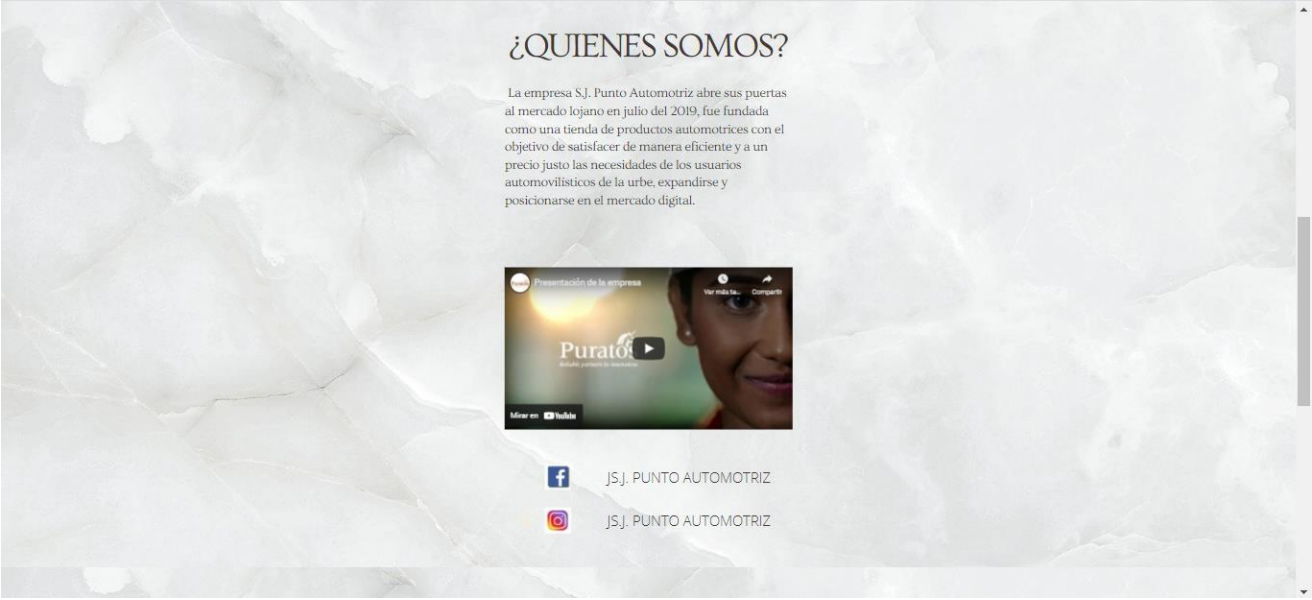 ¿QUIENES SOMOS?
La empresa S.J. Punto Automotriz abre sus puertas
al mercado lojano en julio del 2019, fue fundada
como una tienda de productos automotrices con el
objetivo de satisfacer de manera eficiente y a un
precio justo las necesidades de los usuarios
automovilísticos de la urbe, expandirse y
posicionarse en el mercado digital.
Presentación de la empresa
Ver más ta...
Compartir
Puratos
Mirar en YouTube
JS.J. PUNTO AUTOMOTRIZ
JS.J. PUNTO AUTOMOTRIZ